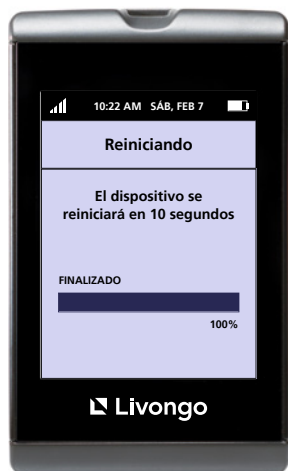 10:22 AM SÁB, FEB 7
Reiniciando
El dispositivo se
reiniciará en 10 segundos
FINALIZADO
100%
Livongo